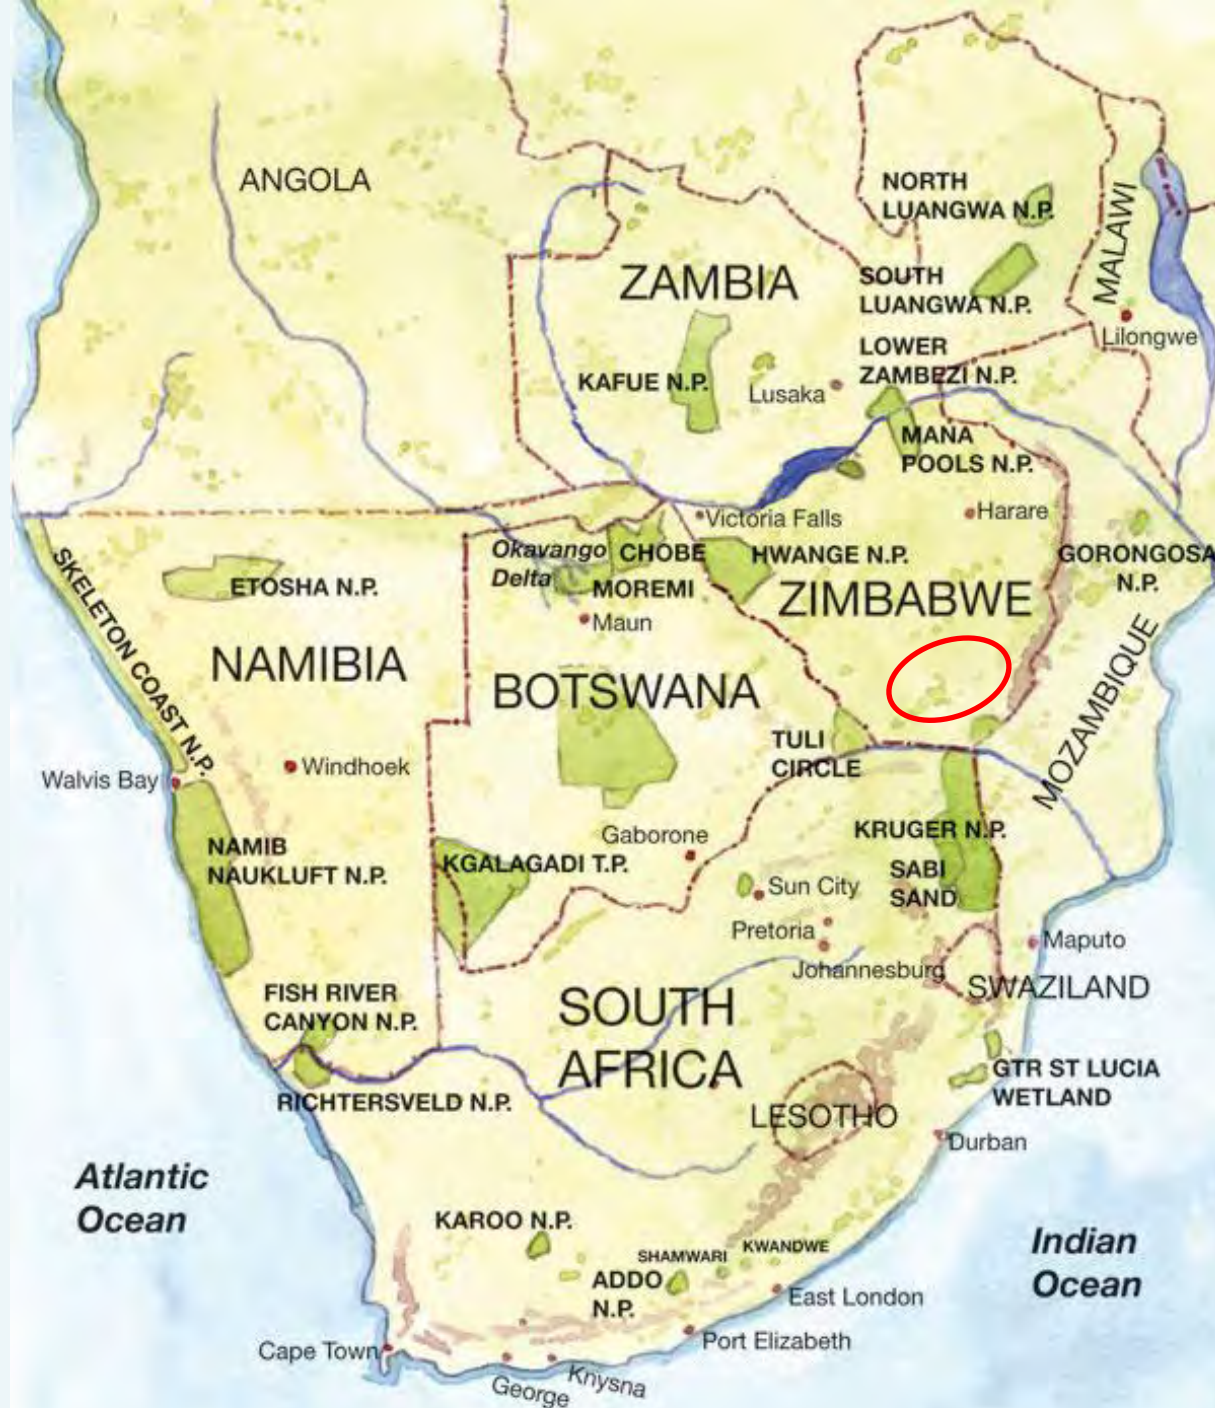 ANGOLA
NORTH
LUANGWA N.P.
MALAWI
ZAMBIA
SOUTH
LUANGWA N.P.
Lilongwe
LOWER
ZAMBEZI N.P.
KAFUE N.P.
Lusaka
MANA
POOLS N.P.
Victoria Falls
Harare
Okavango
Delta
CHOBE
HWANGE N.P.
GORONGOSA
N.P.
SKELETON COAST N.P.
ETOSHA N.P.
MOREMI
ZIMBABWE
Maun
NAMIBIA
BOTSWANA
MOZAMBIQUE
TULI
CIRCLE
Windhoek
Walvis Bay
NAMIB
NAUKLUFT N.P.
Gaborone
KRUGER N.P.
KGALAGADI T.P.
SABI
SAND
Sun City
Pretoria
Maputo
Johannesburg
SWAZILAND
FISH RIVER
CANYON N.P.
SOUTH
AFRICA
GTR ST LUCIA
WETLAND
RICHTERSVELD N.P.
LESOTHO
Durban
Atlantic
Ocean
KAROO N.P.
SHAMWARI
KWANDWE
Indian
Ocean
ADDO
N.P.
East London
Port Elizabeth
Cape Town
George
Knysna